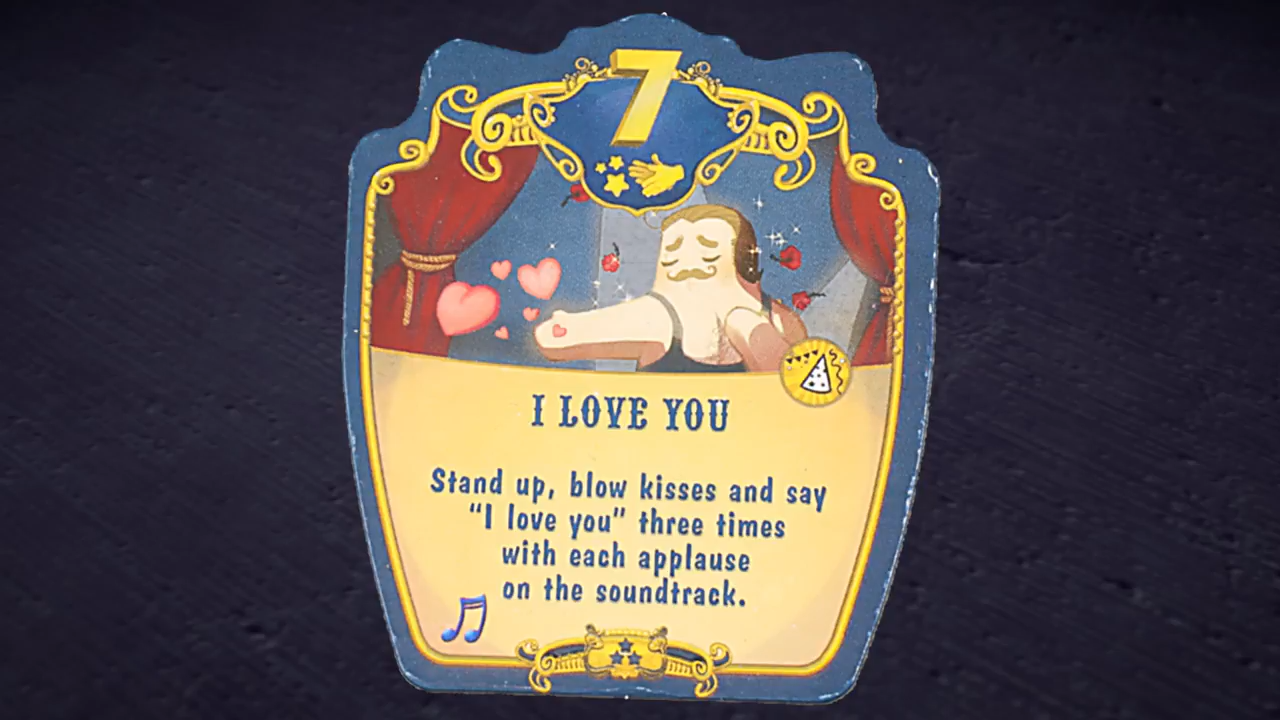 7
I LOVE YOU
Stand up, blow kisses and say
“I love you” three times
with each applause
on the soundtrack.